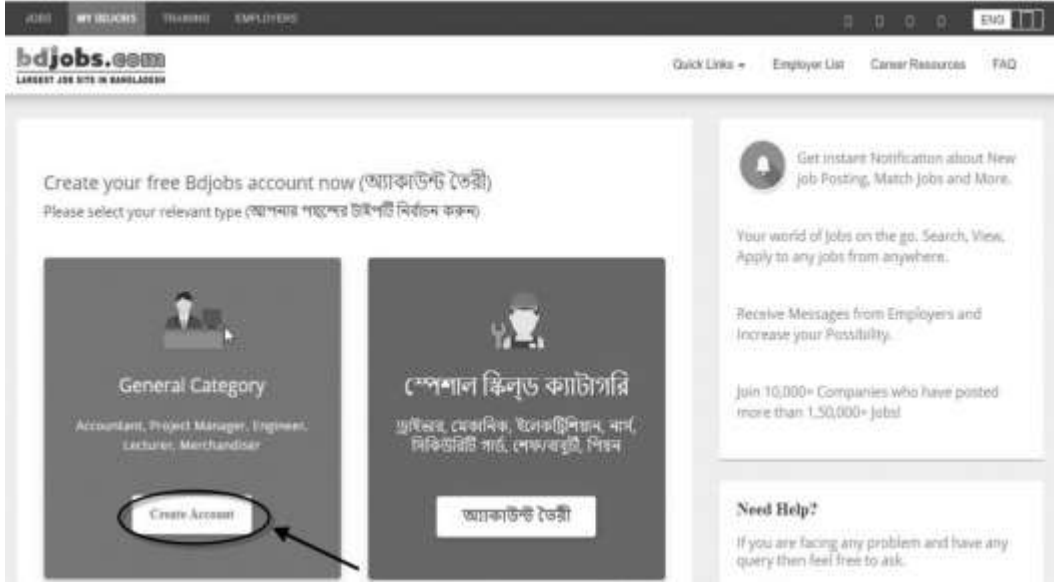 JOBS MY BDJOBS TRAINING EMPLOYERS ENG
bdjobs.com
LARGEST JOB SITE IN BANGLADESH
Quick Links Employer List Career Resources FAQ
Create your free Bdjobs account now (অ্যাকাউন্ট তৈরী)
Please select your relevant type (আপনার পছন্দের টাইপটি নির্বাচন করুন)
General Category
Accountant, Project Manager, Engineer,
Lecturer, Merchandiser
Create Account
স্পেশাল স্কিল্ড ক্যাটাগরি
ড্রাইভার, মেকানিক, ইলেকট্রিশিয়ান, নার্স,
সিকিউরিটি গার্ড, শেফ/বাবুর্চী, পিয়ন
অ্যাকাউন্ট তৈরী
Get instant Notification about New
job Posting, Match Jobs and More.
Your world of Jobs on the go. Search, View,
Apply to any jobs from anywhere.
Receive Messages from Employers and
Increase your Possibility.
Join 10,000+ Companies who have posted
more than 1,50,000+ Jobs!
Need Help?
If you are facing any problem and have any
query then feel free to ask.